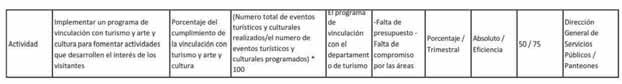 Actividad
Implementar un programa de
vinculación con turismo y arte y
cultura para fomentar actividades
que desarrollen el interés de los
visitantes
Porcentaje del
cumplimiento de
la vinculación con
turismo y arte y
cultura
(Numero total de eventos
turísticos y culturales
realizados/el numero de
eventos turísticos y
culturales programados) *
100
El programa
de
vinculación
con el
departament
o de turismo
-Falta de
presupuesto -
Falta de
compromiso
por las áreas
Porcentaje /
Trimestral
Absoluto /
Eficiencia
50 / 75
Dirección
General de
Servicios
Públicos /
Panteones